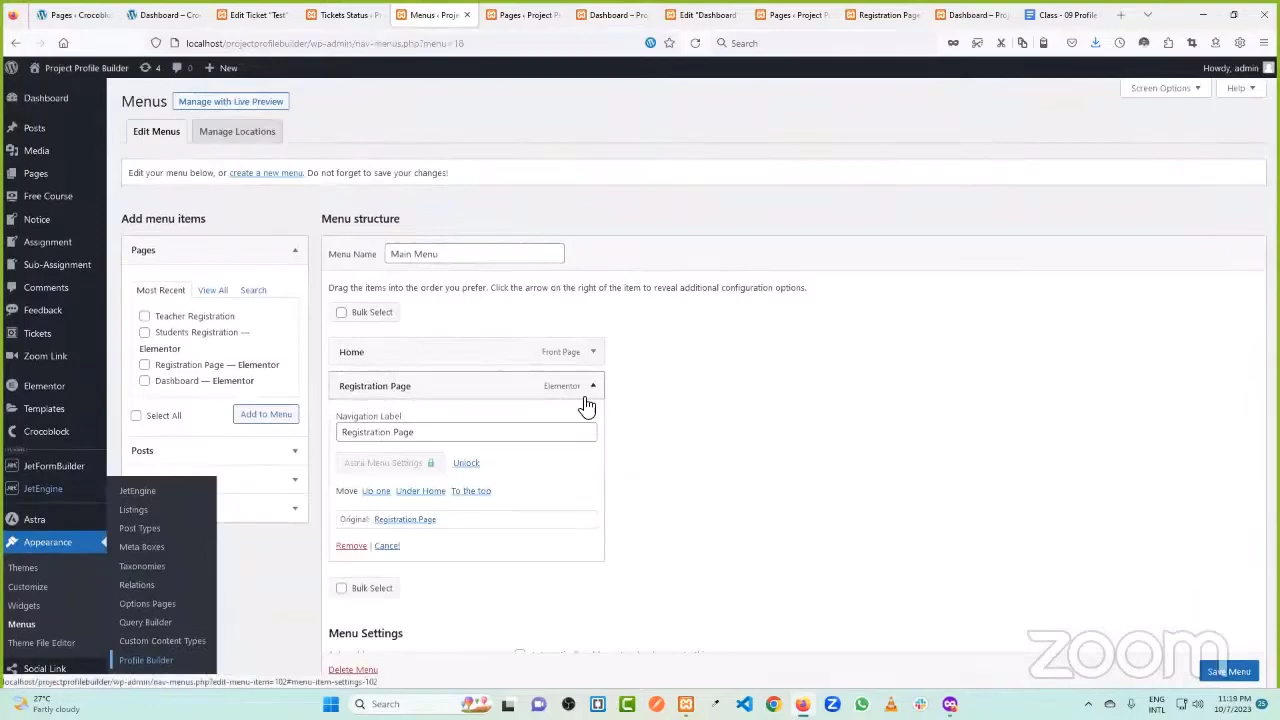 Pages ‹ Crocob
Dashboard ‹ Croc
Edit Ticket "Test"
Tickets Status ‹ P
Menus ‹ Projec
Pages ‹ Project P
Dashboard – Proj
Edit "Dashboard"
Pages ‹ Project P
Registration Page
Dashboard – Proj
Class - 09 Profile
localhost/projectprofilebuilder/wp-admin/nav-menus.php?menu=18
Search
Project Profile Builder
4
0
New
Howdy, admin
Dashboard
Posts
Media
Pages
Free Course
Notice
Assignment
Sub-Assignment
Comments
Feedback
Tickets
Zoom Link
Elementor
Templates
Crocoblock
JetFormBuilder
JetEngine
Astra
Appearance
Themes
Customize
Widgets
Menus
Theme File Editor
Social Link
JetEngine
Listings
Post Types
Meta Boxes
Taxonomies
Relations
Options Pages
Query Builder
Custom Content Types
Profile Builder
Menus
Manage with Live Preview
Screen Options
Help
Edit Menus
Manage Locations
Edit your menu below, or create a new menu. Do not forget to save your changes!
Add menu items
Pages
Most Recent
View All
Search
Teacher Registration
Students Registration —
Elementor
Registration Page — Elementor
Dashboard — Elementor
Select All
Add to Menu
Posts
Menu structure
Menu Name
Main Menu
Drag the items into the order you prefer. Click the arrow on the right of the item to reveal additional configuration options.
Bulk Select
Home
Front Page
Registration Page
Elementor
Navigation Label
Registration Page
Astra Menu Settings
Unlock
Move Up one Under Home To the top
Original: Registration Page
Remove | Cancel
Bulk Select
Menu Settings
Delete Menu
Save Menu
zoom
localhost/projectprofilebuilder/wp-admin/nav-menus.php?edit-menu-item=102#menu-item-settings-102
27°C
Partly cloudy
Search
ENG
INTL
11:19 PM
10/7/2023